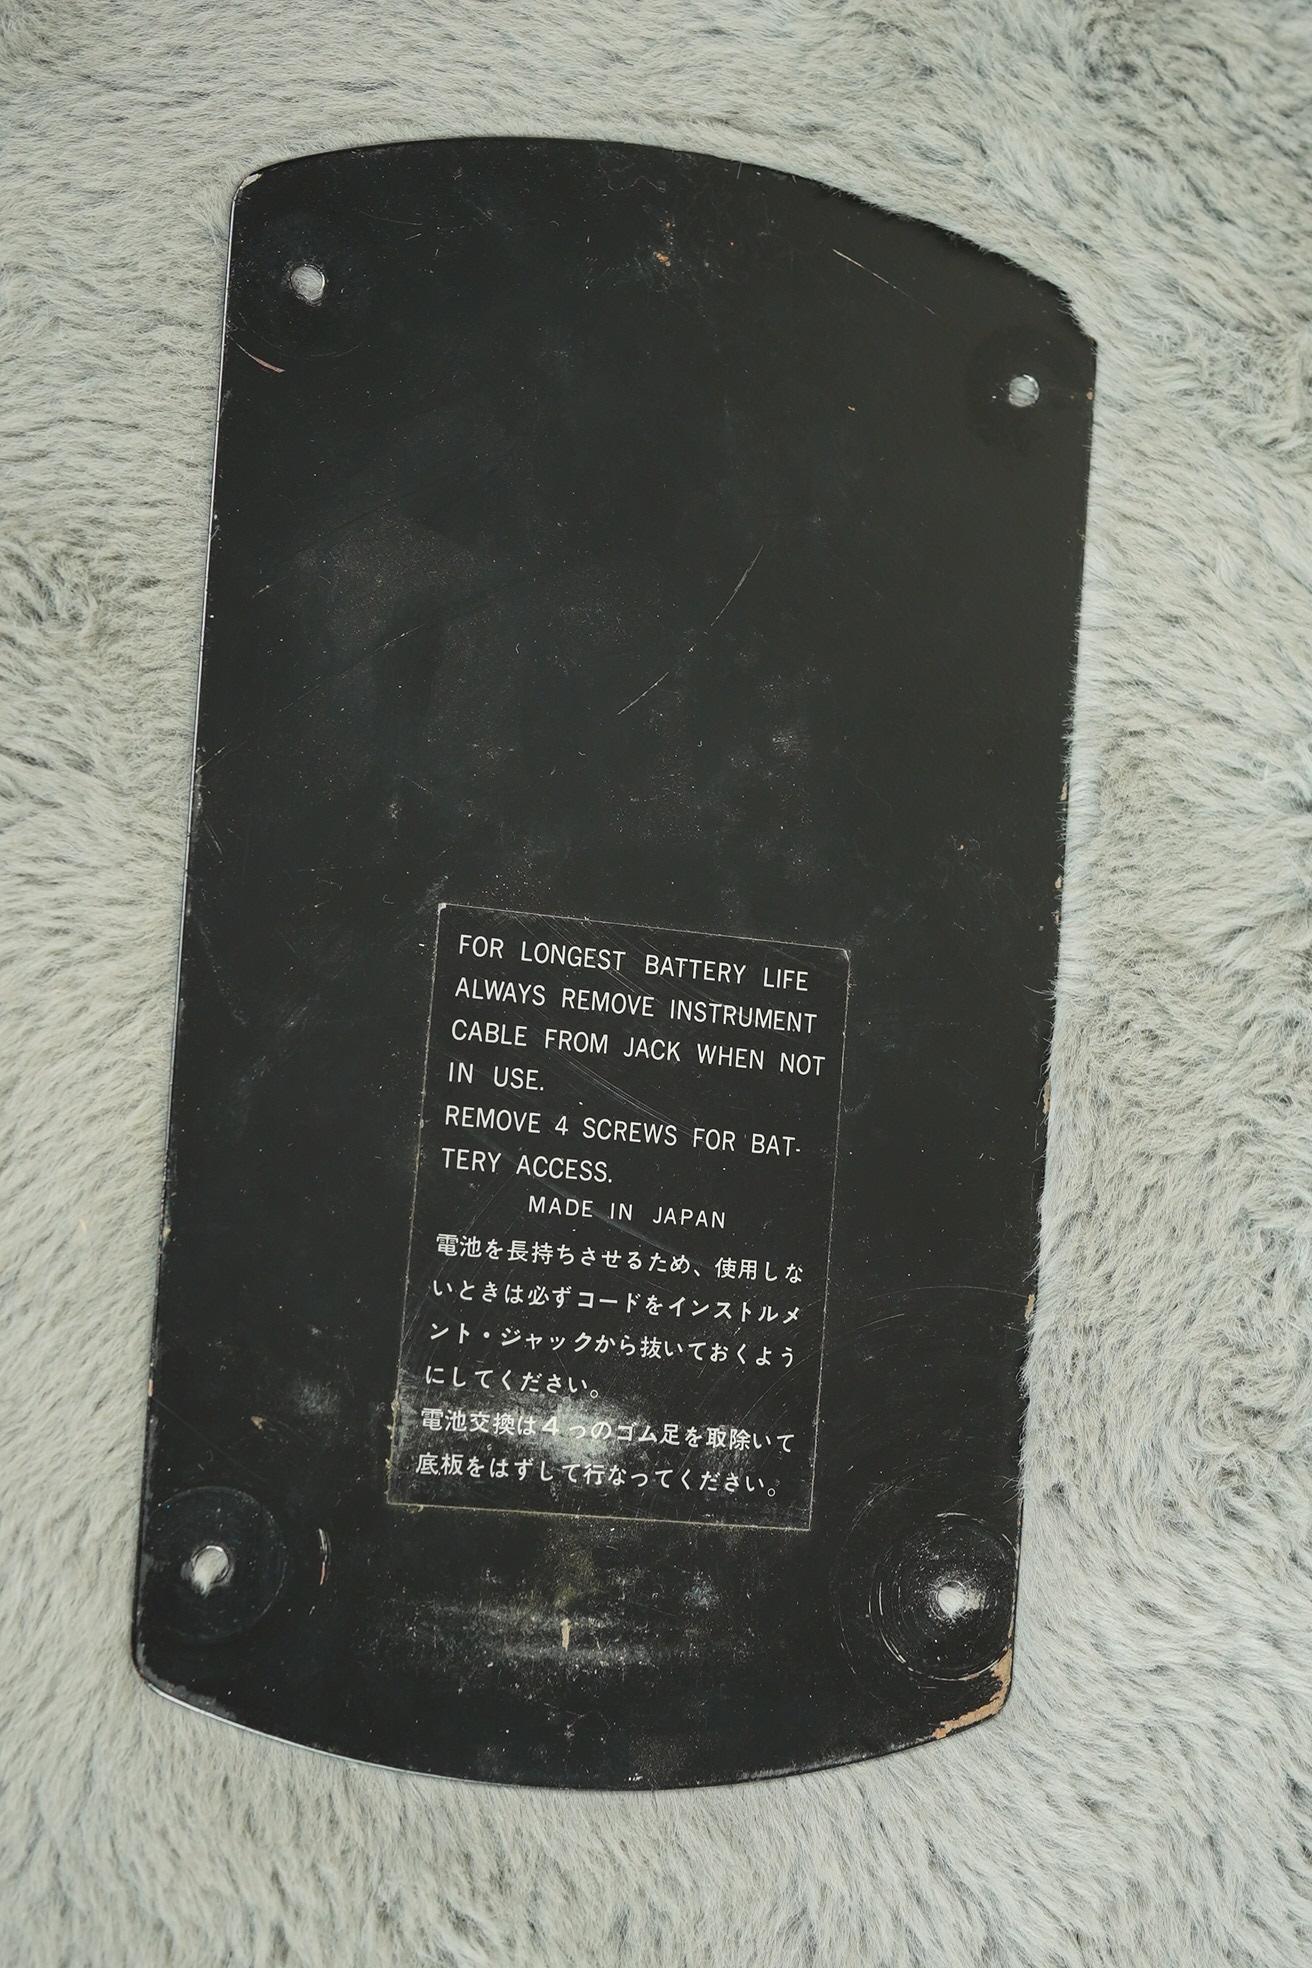 FOR LONGEST BATTERY LIFE
ALWAYS REMOVE INSTRUMENT
CABLE FROM JACK WHEN NOT
IN USE.
REMOVE 4 SCREWS FOR BAT-
TERY ACCESS.
MADE IN JAPAN
電池を長持ちさせるため、使用しな
いときは必ずコードをインストルメ
ント・ジャックから抜いておくよう
にしてください。
電池交換は4つのゴム足を取除いて
底板をはずして行なってください。